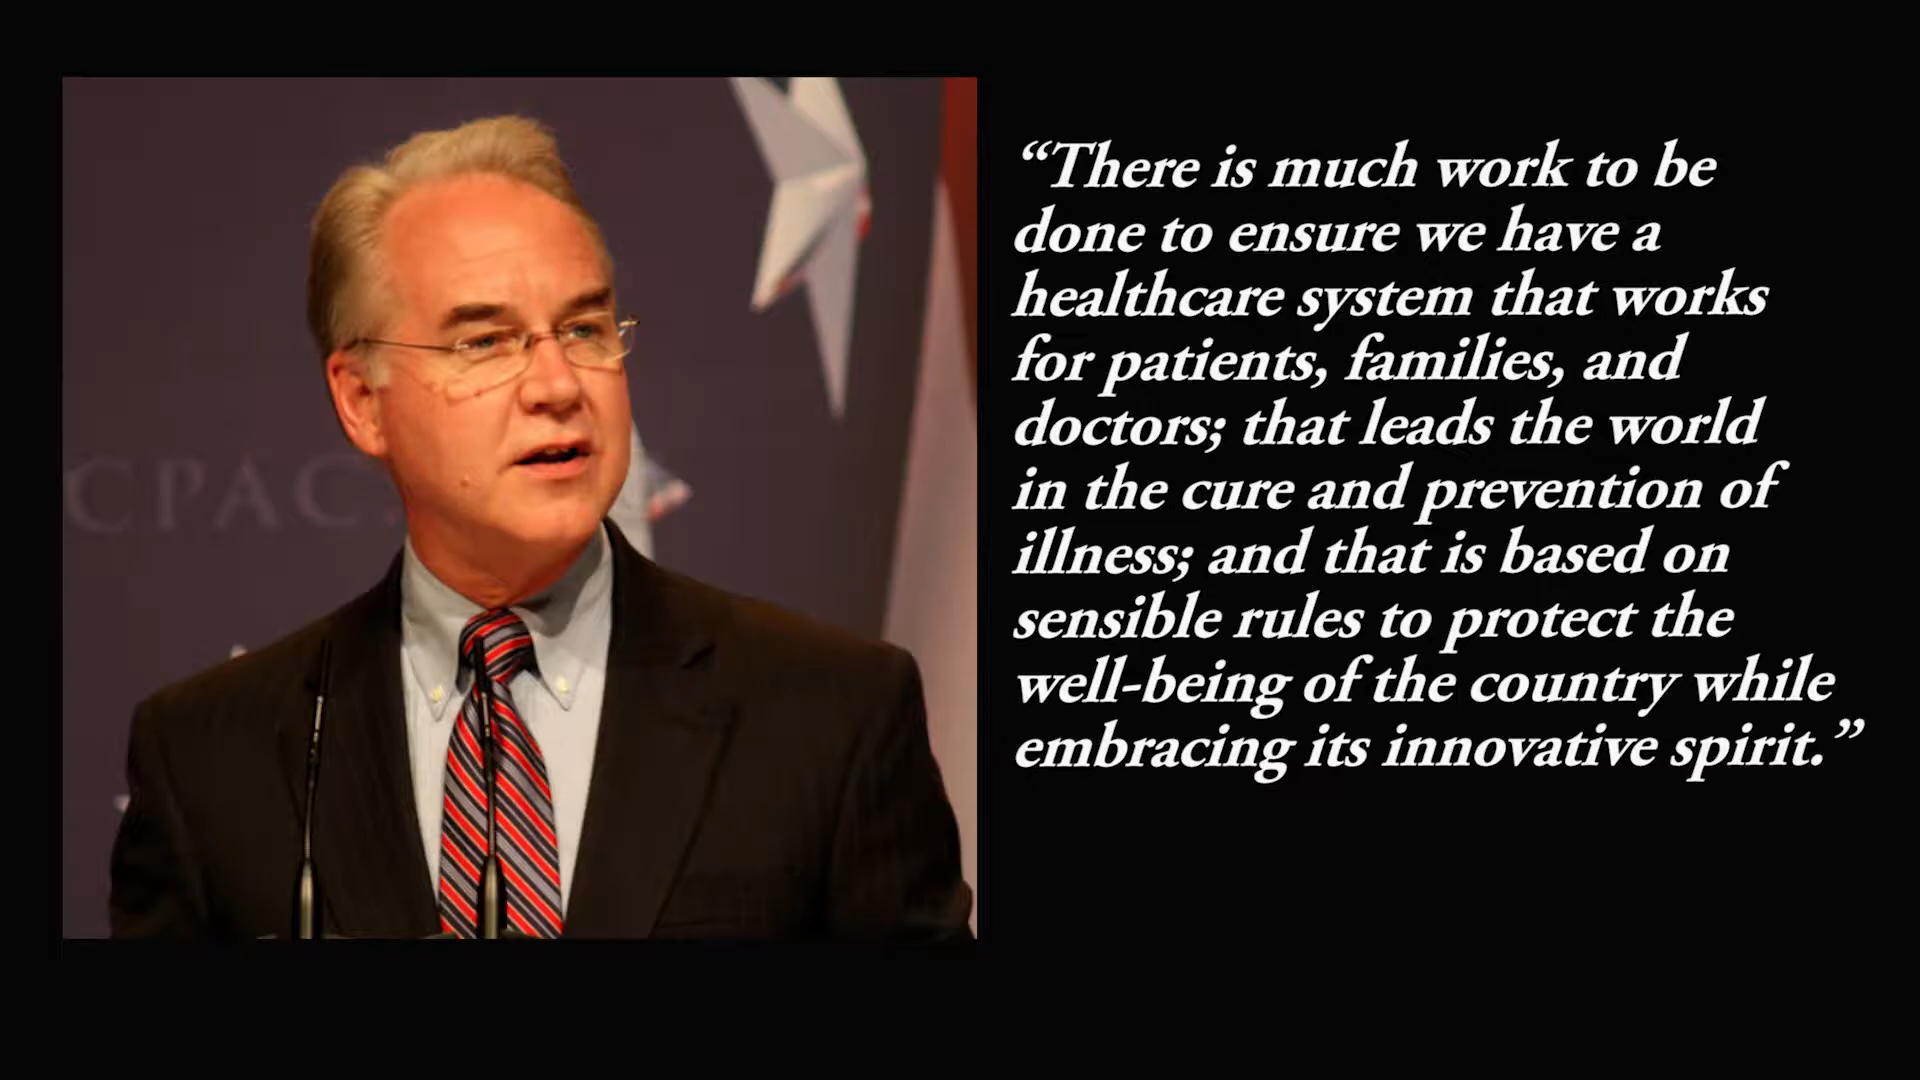 CPAC
“There is much work to be
done to ensure we have a
healthcare system that works
for patients, families, and
doctors; that leads the world
in the cure and prevention of
illness; and that is based on
sensible rules to protect the
well-being of the country while
embracing its innovative spirit.”